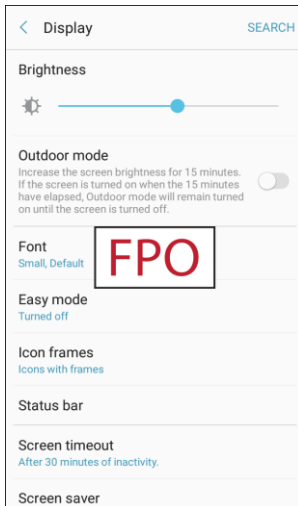 Display SEARCH
Brightness
Outdoor mode
Increase the screen brightness for 15 minutes.
If the screen is turned on when the 15 minutes
have elapsed, Outdoor mode will remain turned
on until the screen is turned off.
Font
Small, Default
FPO
Easy mode
Turned off
Icon frames
Icons with frames
Status bar
Screen timeout
After 30 minutes of inactivity.
Screen saver